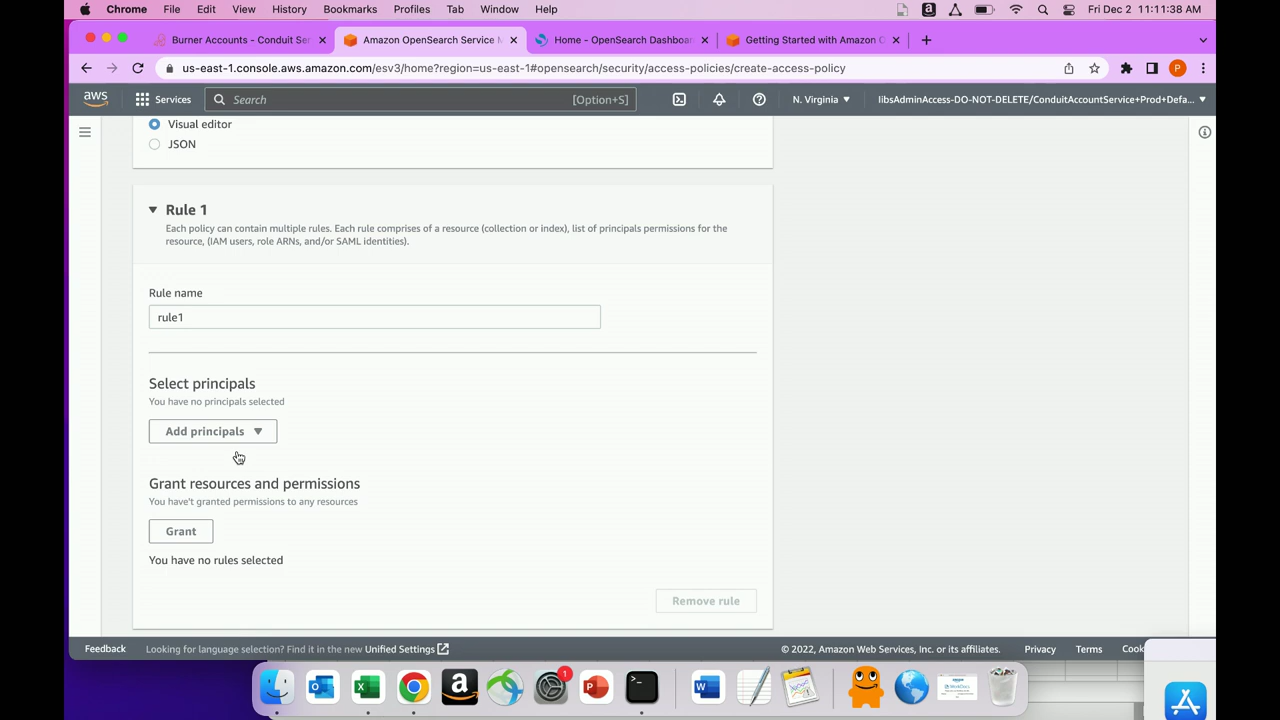 Chrome File Edit View History Bookmarks Profiles Tab Window Help Fri Dec 2 11:11:38 AM
Burner Accounts - Conduit Ser Amazon OpenSearch Service M Home - OpenSearch Dashboa Getting Started with Amazon O
us-east-1.console.aws.amazon.com/esv3/home?region=us-east-1#opensearch/security/access-policies/create-access-policy P
aws Services Search [Option+S] N. Virginia libsAdminAccess-DO-NOT-DELETE/ConduitAccountService+Prod+Defa...
Visual editor
JSON
Rule 1
Each policy can contain multiple rules. Each rule comprises of a resource (collection or index), list of principals permissions for the
resource, (IAM users, role ARNs, and/or SAML identities).
Rule name
rule1
Select principals
You have no principals selected
Add principals
Grant resources and permissions
You have't granted permissions to any resources
Grant
You have no rules selected
Remove rule
Feedback Looking for language selection? Find it in the new Unified Settings © 2022, Amazon Web Services, Inc. or its affiliates. Privacy Terms Cook
1